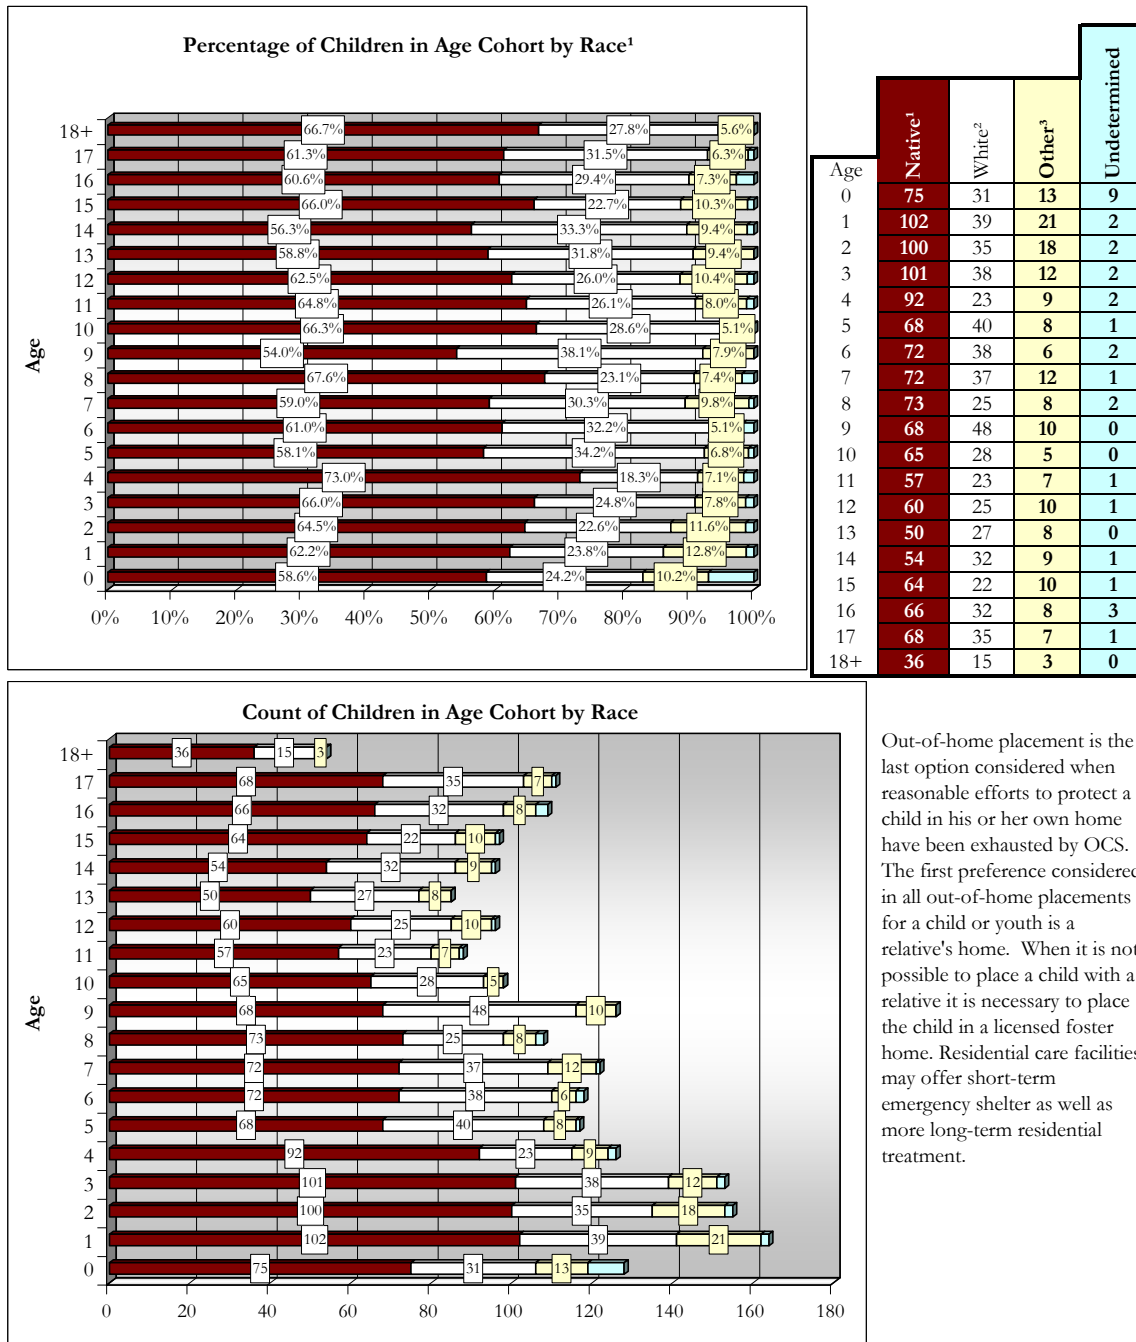 Percentage of Children in Age Cohort by Race¹
Age
18+ 66.7% 27.8% 5.6%
17 61.3% 31.5% 6.3%
16 60.6% 29.4% 7.3%
15 66.0% 22.7% 10.3%
14 56.3% 33.3% 9.4%
13 58.8% 31.8% 9.4%
12 62.5% 26.0% 10.4%
11 64.8% 26.1% 8.0%
10 66.3% 28.6% 5.1%
9 54.0% 38.1% 7.9%
8 67.6% 23.1% 7.4%
7 59.0% 30.3% 9.8%
6 61.0% 32.2% 5.1%
5 58.1% 34.2% 6.8%
4 73.0% 18.3% 7.1%
3 66.0% 24.8% 7.8%
2 64.5% 22.6% 11.6%
1 62.2% 23.8% 12.8%
0 58.6% 24.2% 10.2%
0% 10% 20% 30% 40% 50% 60% 70% 80% 90% 100%
Age Native¹ White² Other³ Undetermined
0 75 31 13 9
1 102 39 21 2
2 100 35 18 2
3 101 38 12 2
4 92 23 9 2
5 68 40 8 1
6 72 38 6 2
7 72 37 12 1
8 73 25 8 2
9 68 48 10 0
10 65 28 5 0
11 57 23 7 1
12 60 25 10 1
13 50 27 8 0
14 54 32 9 1
15 64 22 10 1
16 66 32 8 3
17 68 35 7 1
18+ 36 15 3 0
Count of Children in Age Cohort by Race
Age
18+ 36 15 3
17 68 35 7
16 66 32 8
15 64 22 10
14 54 32 9
13 50 27 8
12 60 25 10
11 57 23 7
10 65 28 5
9 68 48 10
8 73 25 8
7 72 37 12
6 72 38 6
5 68 40 8
4 92 23 9
3 101 38 12
2 100 35 18
1 102 39 21
0 75 31 13
0 20 40 60 80 100 120 140 160 180
Out-of-home placement is the
last option considered when
reasonable efforts to protect a
child in his or her own home
have been exhausted by OCS.
The first preference considered
in all out-of-home placements
for a child or youth is a
relative's home. When it is not
possible to place a child with a
relative it is necessary to place
the child in a licensed foster
home. Residential care facilities
may offer short-term
emergency shelter as well as
more long-term residential
treatment.